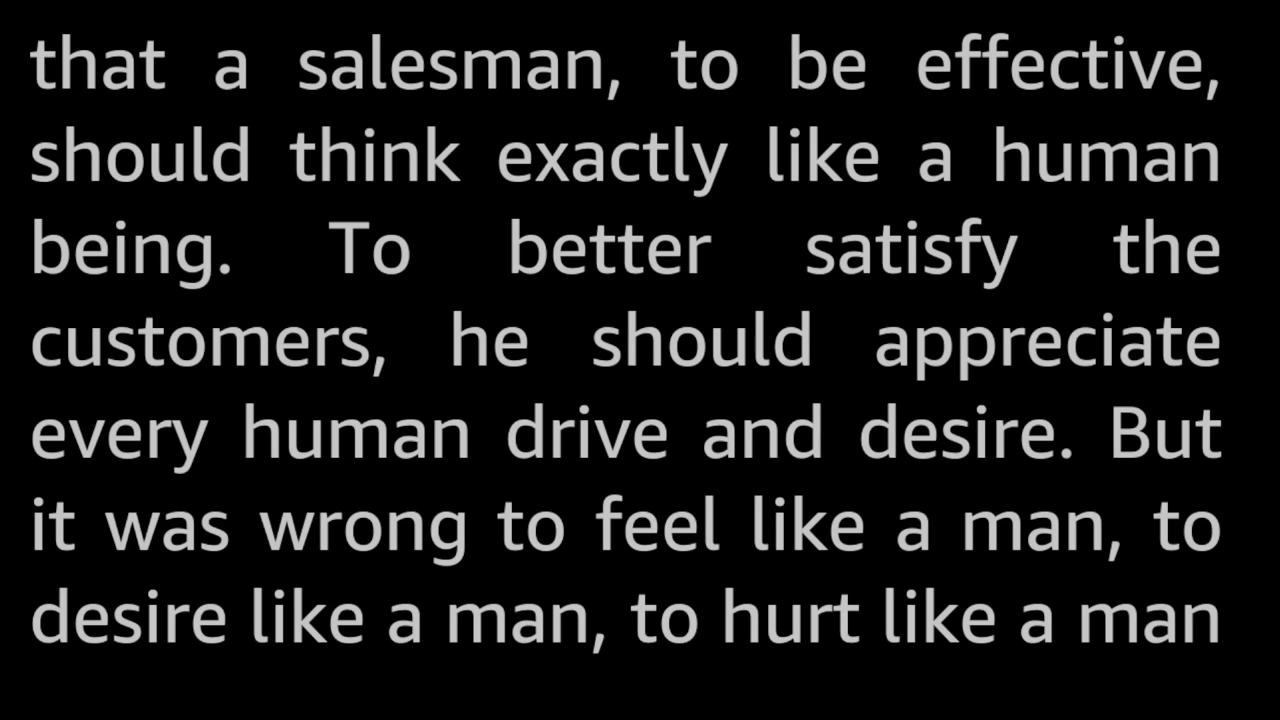 that a salesman, to be effective,
should think exactly like a human
being. To better satisfy the
customers, he should appreciate
every human drive and desire. But
it was wrong to feel like a man, to
desire like a man, to hurt like a man